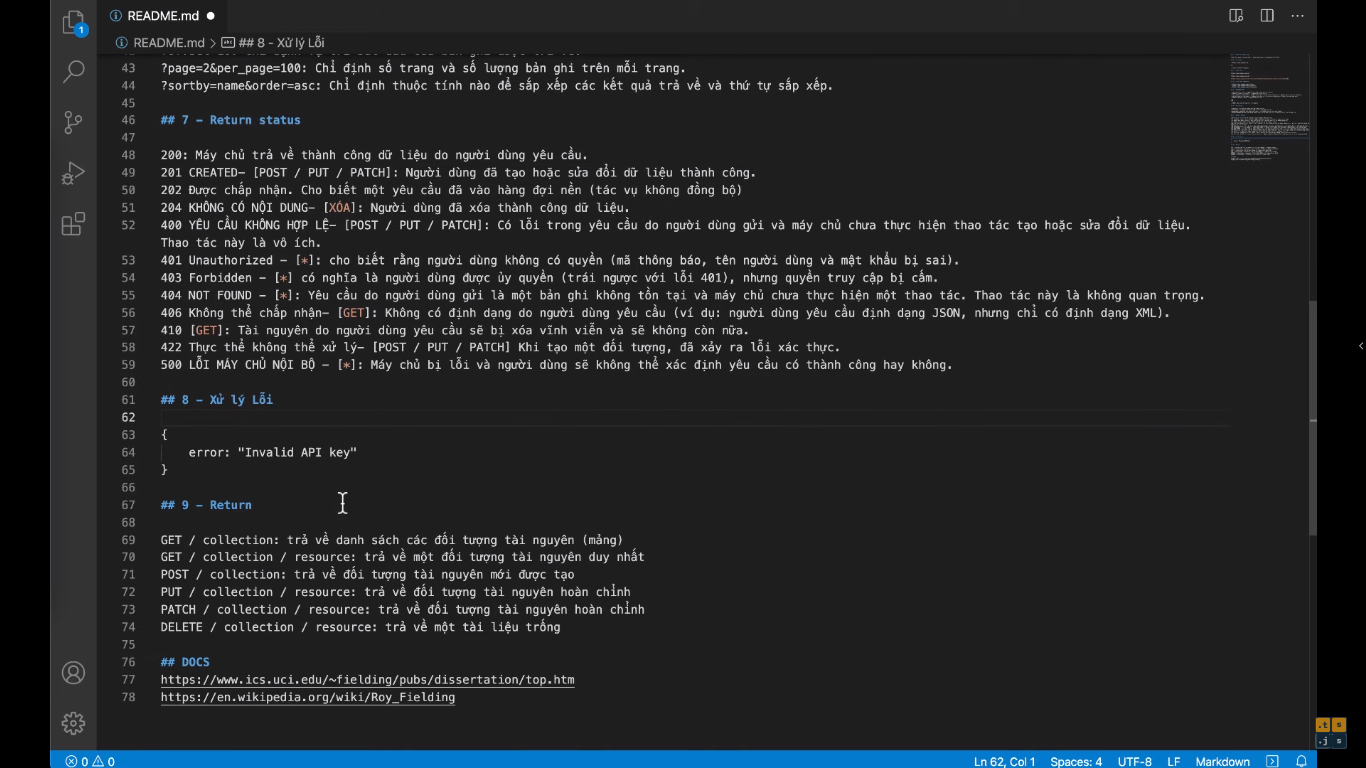 README.md
README.md > ## 8 - Xử lý Lỗi
1
43 ?page=2&per_page=100: Chỉ định số trang và số lượng bản ghi trên mỗi trang.
44 ?sortby=name&order=asc: Chỉ định thuộc tính nào để sắp xếp các kết quả trả về và thứ tự sắp xếp.
45
46 ## 7 - Return status
47
48 200: Máy chủ trả về thành công dữ liệu do người dùng yêu cầu.
49 201 CREATED- [POST / PUT / PATCH]: Người dùng đã tạo hoặc sửa đổi dữ liệu thành công.
50 202 Được chấp nhận. Cho biết một yêu cầu đã vào hàng đợi nền (tác vụ không đồng bộ)
51 204 KHÔNG CÓ NỘI DUNG- [XÓA]: Người dùng đã xóa thành công dữ liệu.
52 400 YÊU CẦU KHÔNG HỢP LỆ- [POST / PUT / PATCH]: Có lỗi trong yêu cầu do người dùng gửi và máy chủ chưa thực hiện thao tác tạo hoặc sửa đổi dữ liệu.
Thao tác này là vô ích.
53 401 Unauthorized - [*]: cho biết rằng người dùng không có quyền (mã thông báo, tên người dùng và mật khẩu bị sai).
54 403 Forbidden - [*] có nghĩa là người dùng được ủy quyền (trái ngược với lỗi 401), nhưng quyền truy cập bị cấm.
55 404 NOT FOUND - [*]: Yêu cầu do người dùng gửi là một bản ghi không tồn tại và máy chủ chưa thực hiện một thao tác. Thao tác này là không quan trọng.
56 406 Không thể chấp nhận- [GET]: Không có định dạng do người dùng yêu cầu (ví dụ: người dùng yêu cầu định dạng JSON, nhưng chỉ có định dạng XML).
57 410 [GET]: Tài nguyên do người dùng yêu cầu sẽ bị xóa vĩnh viễn và sẽ không còn nữa.
58 422 Thực thể không thể xử lý- [POST / PUT / PATCH] Khi tạo một đối tượng, đã xảy ra lỗi xác thực.
59 500 LỖI MÁY CHỦ NỘI BỘ - [*]: Máy chủ bị lỗi và người dùng sẽ không thể xác định yêu cầu có thành công hay không.
60
61 ## 8 - Xử lý Lỗi
62
63 {
64 error: "Invalid API key"
65 }
66
67 ## 9 - Return
68
69 GET / collection: trả về danh sách các đối tượng tài nguyên (mảng)
70 GET / collection / resource: trả về một đối tượng tài nguyên duy nhất
71 POST / collection: trả về đối tượng tài nguyên mới được tạo
72 PUT / collection / resource: trả về đối tượng tài nguyên hoàn chỉnh
73 PATCH / collection / resource: trả về đối tượng tài nguyên hoàn chỉnh
74 DELETE / collection / resource: trả về một tài liệu trống
75
76 ## DOCS
77 https://www.ics.uci.edu/~fielding/pubs/dissertation/top.htm
78 https://en.wikipedia.org/wiki/Roy_Fielding
.t s
.j s
0 0 Ln 62, Col 1 Spaces: 4 UTF-8 LF Markdown